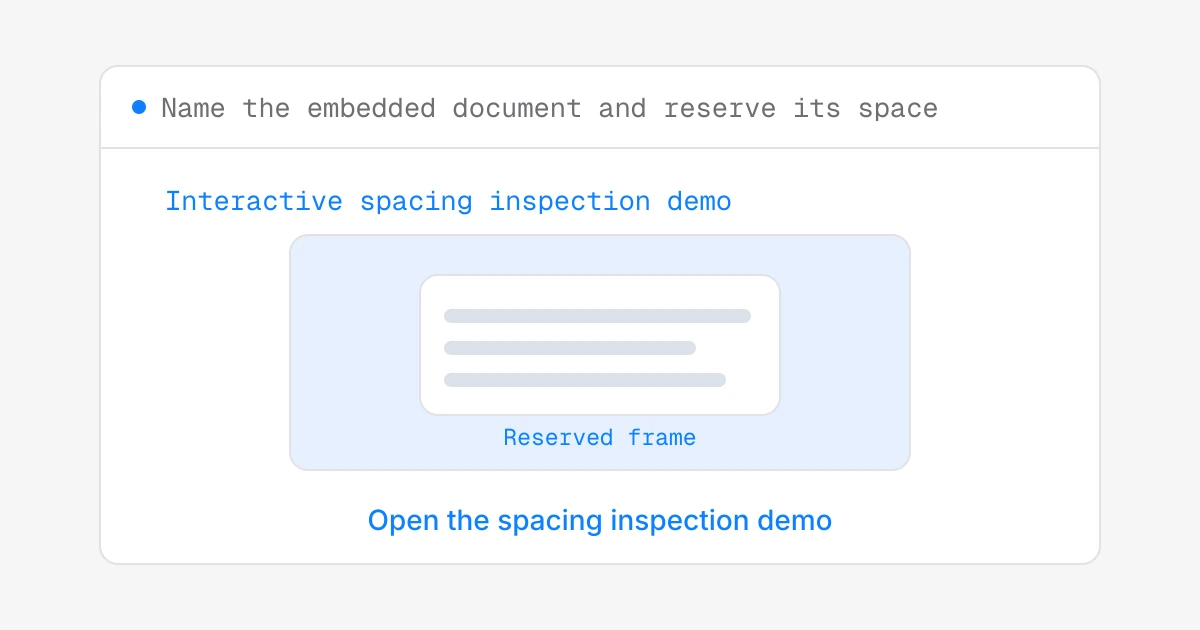 Name the embedded document and reserve its space
Interactive spacing inspection demo
Reserved frame
Open the spacing inspection demo